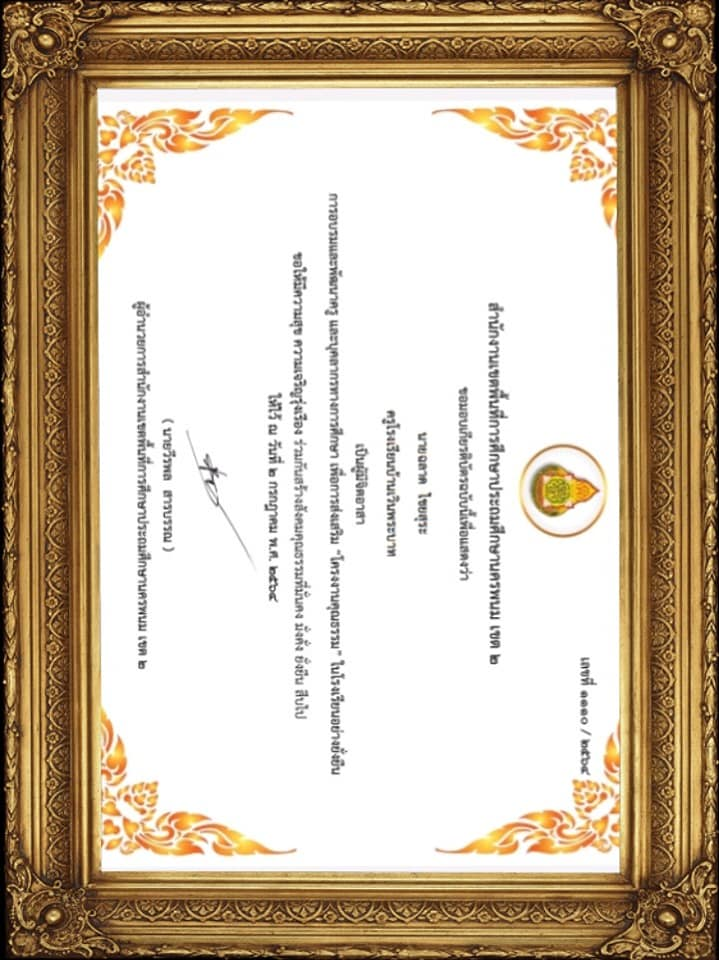 เลขที่ ๑๑๑๐ / ๒๕๖๔
สำนักงานเขตพื้นที่การศึกษาประถมศึกษานครพนม เขต ๒
ขอมอบเกียรติบัตรฉบับนี้เพื่อแสดงว่า
นายฉลาด ไชยสุระ
ครูโรงเรียนบ้านเวินพระบาท
เป็นผู้มีจิตอาสา
การอบรมและพัฒนาครู และบุคลากรทางการศึกษา เพื่อการส่งเสริม "โครงงานคุณธรรม" ในโรงเรียนอย่างยั่งยืน
ขอให้มีความสุข ความเจริญรุ่งเรือง ร่วมกันสร้างสังคมคุณธรรมที่มั่นคง มั่งคั่ง ยั่งยืน สืบไป
ให้ไว้ ณ วันที่ ๒ กรกฎาคม พ.ศ. ๒๕๖๔
( นายวีรพล สารบรรณ )
ผู้อำนวยการสำนักงานเขตพื้นที่การศึกษาประถมศึกษานครพนม เขต ๒